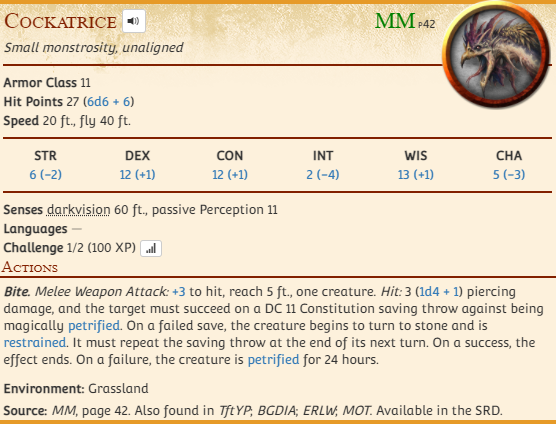 Cockatrice
MM p42
Small monstrosity, unaligned
Armor Class 11
Hit Points 27 (6d6 + 6)
Speed 20 ft., fly 40 ft.
STR DEX CON INT WIS CHA
6 (−2) 12 (+1) 12 (+1) 2 (−4) 13 (+1) 5 (−3)
Senses darkvision 60 ft., passive Perception 11
Languages —
Challenge 1/2 (100 XP)
Actions
Bite. Melee Weapon Attack: +3 to hit, reach 5 ft., one creature. Hit: 3 (1d4 + 1) piercing
damage, and the target must succeed on a DC 11 Constitution saving throw against being
magically petrified. On a failed save, the creature begins to turn to stone and is
restrained. It must repeat the saving throw at the end of its next turn. On a success, the
effect ends. On a failure, the creature is petrified for 24 hours.
Environment: Grassland
Source: MM, page 42. Also found in TftYP; BGDIA; ERLW; MOT. Available in the SRD.